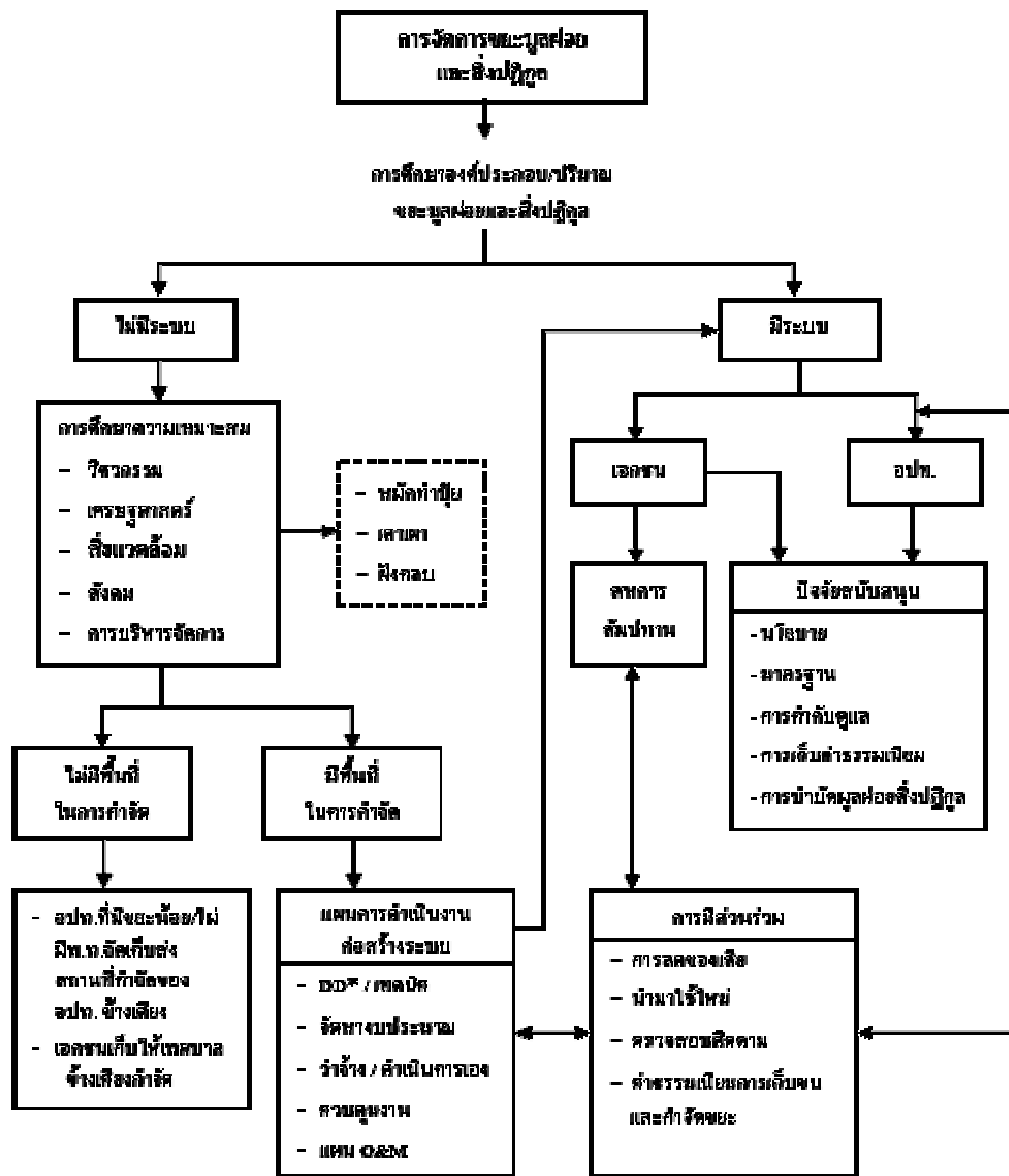 การจัดการขยะมูลฝอย
และสิ่งปฏิกูล
การศึกษาองค์ประกอบ/ปริมาณ
ขยะมูลฝอยและสิ่งปฏิกูล
ไม่มีระบบ
มีระบบ
การศึกษาความเหมาะสม
- วิศวกรรม
- เศรษฐศาสตร์
- สิ่งแวดล้อม
- สังคม
- การบริหารจัดการ
- หมักทำปุ๋ย
- เตาเผา
- ฝังกลบ
เอกชน
อปท.
สหการ
สัมปทาน
ปัจจัยสนับสนุน
- นโยบาย
- มาตรฐาน
- การกำกับดูแล
- การเก็บค่าธรรมเนียม
- การบำบัดมูลฝอยสิ่งปฏิกูล
ไม่มีพื้นที่
ในการกำจัด
มีพื้นที่
ในการกำจัด
- อปท.ที่มีขยะน้อย/ไม่
มีพ.ท.จัดเก็บส่ง
สถานที่กำจัดของ
อปท. ข้างเคียง
- เอกชนเก็บให้เทศบาล
ข้างเคียงกำจัด
แผนการดำเนินงาน
ก่อสร้างระบบ
- DD* / เทคนิค
- จัดหางบประมาณ
- ว่าจ้าง / ดำเนินการเอง
- ควบคุมงาน
- แผน O&M
การมีส่วนร่วม
- การลดของเสีย
- นำมาใช้ใหม่
- ตรวจสอบติดตาม
- ค่าธรรมเนียมการเก็บขน
และกำจัดขยะ